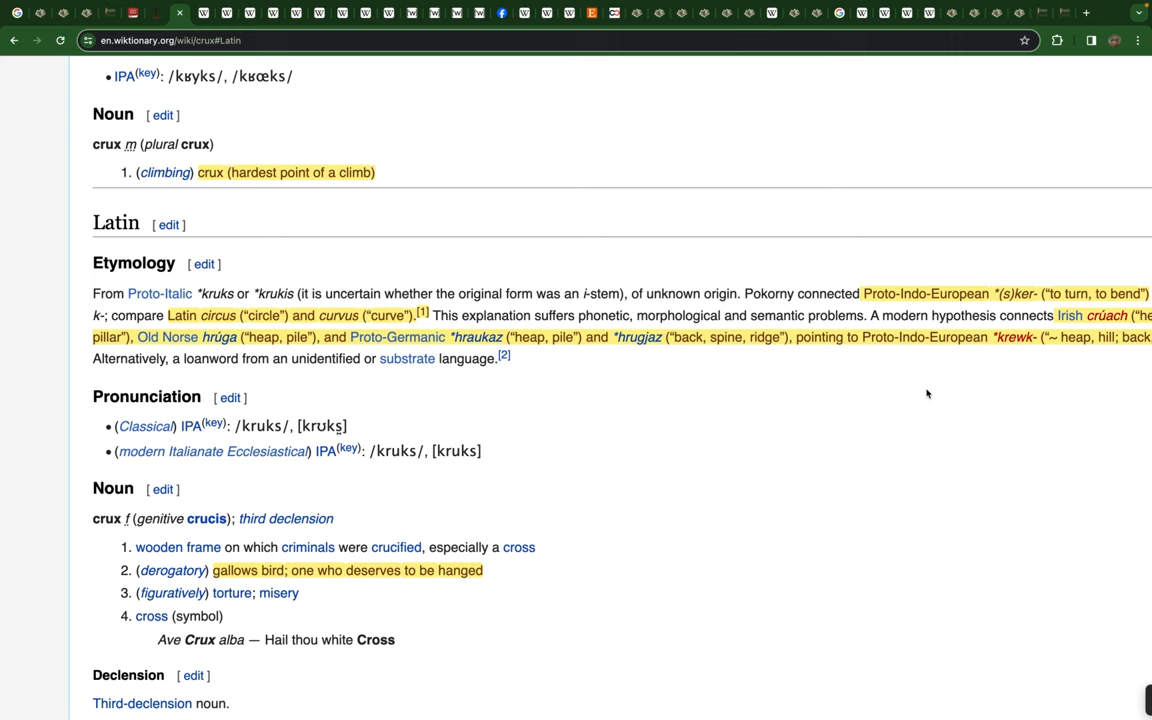 en.wiktionary.org/wiki/crux#Latin
• IPA(key): /kʁyks/, /kʁœks/
Noun [ edit ]
crux m (plural crux)
1. (climbing) crux (hardest point of a climb)
Latin [ edit ]
Etymology [ edit ]
From Proto-Italic *kruks or *krukis (it is uncertain whether the original form was an i-stem), of unknown origin. Pokorny connected Proto-Indo-European *(s)ker- (“to turn, to bend”)
k-; compare Latin circus (“circle”) and curvus (“curve”).[1] This explanation suffers phonetic, morphological and semantic problems. A modern hypothesis connects Irish crúach (“he
pillar”), Old Norse hrúga (“heap, pile”), and Proto-Germanic *hraukaz (“heap, pile”) and *hrugjaz (“back, spine, ridge”), pointing to Proto-Indo-European *krewk- (“~ heap, hill; back
Alternatively, a loanword from an unidentified or substrate language.[2]
Pronunciation [ edit ]
• (Classical) IPA(key): /kruks/, [krʊks̠]
• (modern Italianate Ecclesiastical) IPA(key): /kruks/, [kruks]
Noun [ edit ]
crux f (genitive crucis); third declension
1. wooden frame on which criminals were crucified, especially a cross
2. (derogatory) gallows bird; one who deserves to be hanged
3. (figuratively) torture; misery
4. cross (symbol)
Ave Crux alba — Hail thou white Cross
Declension [ edit ]
Third-declension noun.